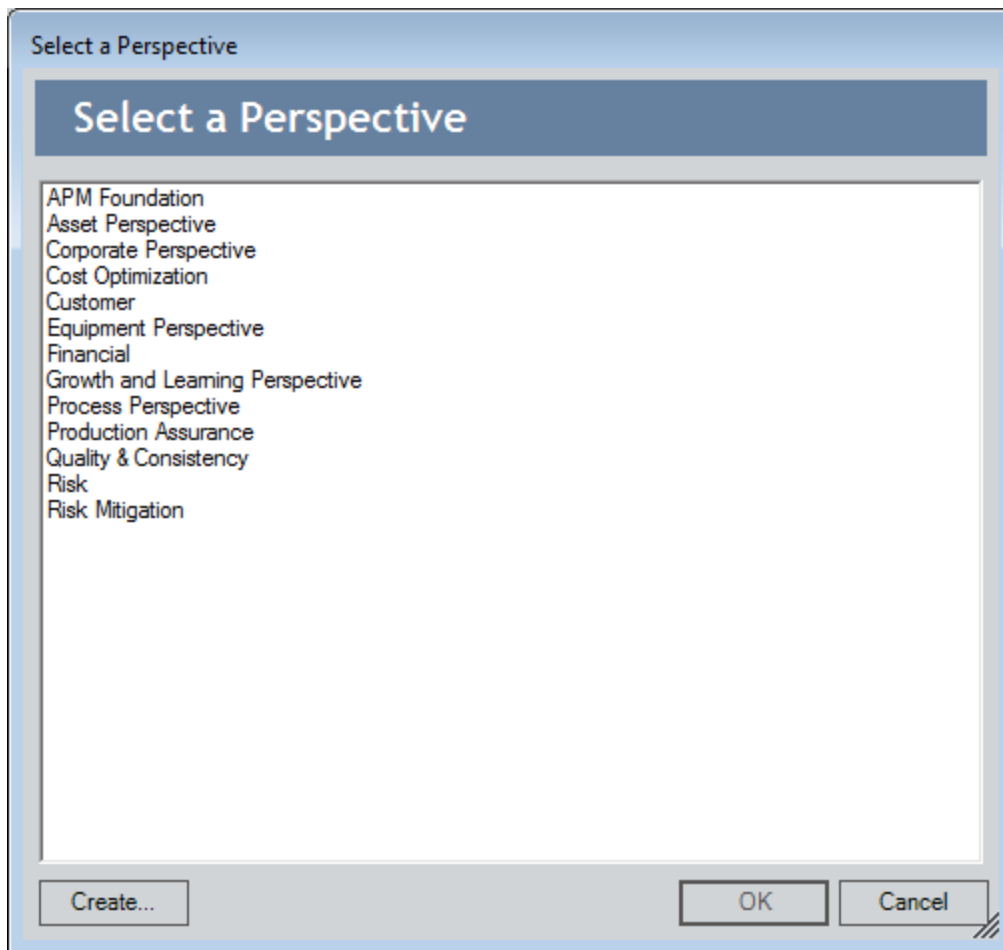 Select a Perspective
Select a Perspective
APM Foundation
Asset Perspective
Corporate Perspective
Cost Optimization
Customer
Equipment Perspective
Financial
Growth and Learning Perspective
Process Perspective
Production Assurance
Quality & Consistency
Risk
Risk Mitigation
Create... OK Cancel